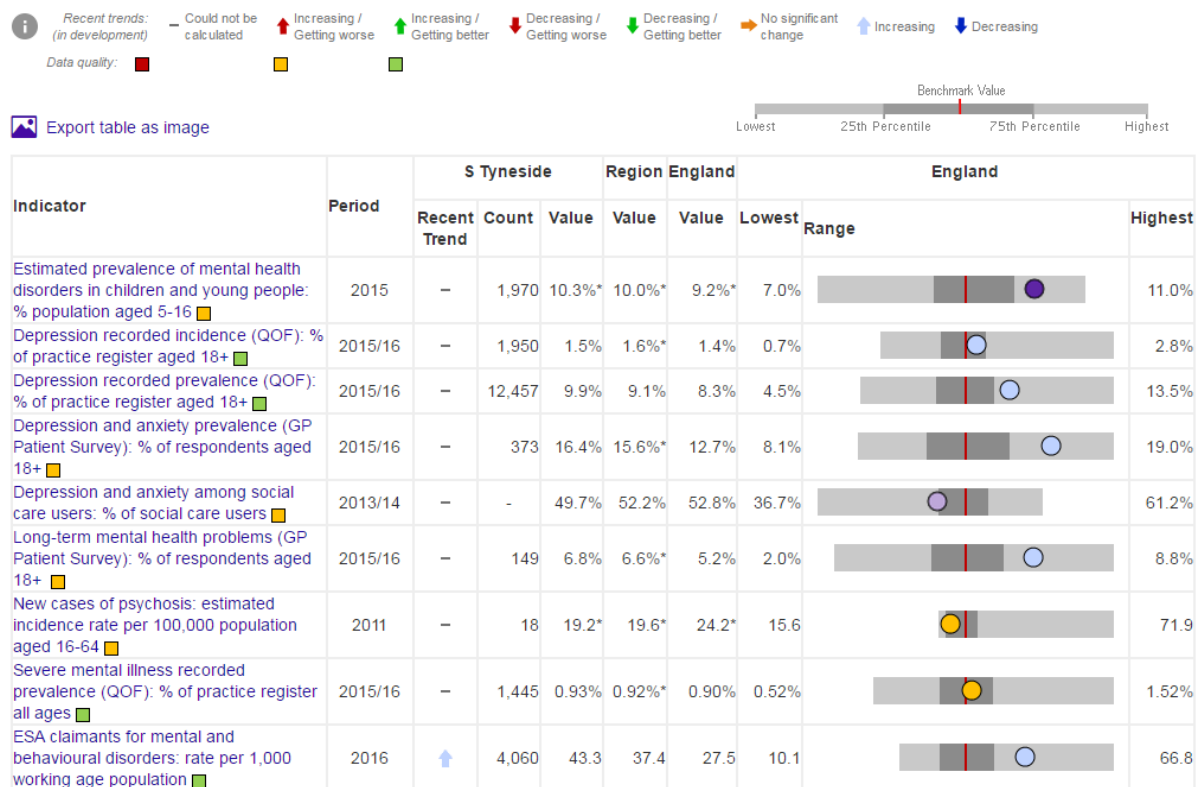 Recent trends: Could not be Increasing / Increasing / Decreasing / Decreasing / No significant Increasing Decreasing
(in development) calculated Getting worse Getting better Getting worse Getting better change
Data quality:
Benchmark Value
Lowest 25th Percentile 75th Percentile Highest
Export table as image
S Tyneside Region England England
Indicator Period
Recent Trend Count Value Value Value Lowest Range Highest
Estimated prevalence of mental health
disorders in children and young people:
% population aged 5-16
2015 – 1,970 10.3%* 10.0%* 9.2%* 7.0% 11.0%
Depression recorded incidence (QOF): %
of practice register aged 18+
2015/16 – 1,950 1.5% 1.6%* 1.4% 0.7% 2.8%
Depression recorded prevalence (QOF):
% of practice register aged 18+
2015/16 – 12,457 9.9% 9.1% 8.3% 4.5% 13.5%
Depression and anxiety prevalence (GP
Patient Survey): % of respondents aged
18+
2015/16 – 373 16.4% 15.6%* 12.7% 8.1% 19.0%
Depression and anxiety among social
care users: % of social care users
2013/14 – - 49.7% 52.2% 52.8% 36.7% 61.2%
Long-term mental health problems (GP
Patient Survey): % of respondents aged
18+
2015/16 – 149 6.8% 6.6%* 5.2% 2.0% 8.8%
New cases of psychosis: estimated
incidence rate per 100,000 population
aged 16-64
2011 – 18 19.2* 19.6* 24.2* 15.6 71.9
Severe mental illness recorded
prevalence (QOF): % of practice register
all ages
2015/16 – 1,445 0.93% 0.92%* 0.90% 0.52% 1.52%
ESA claimants for mental and
behavioural disorders: rate per 1,000
working age population
2016 4,060 43.3 37.4 27.5 10.1 66.8